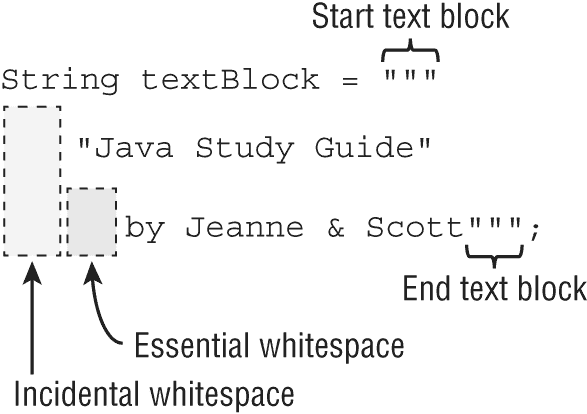 Start text block
String textBlock = """
"Java Study Guide"
by Jeanne & Scott""";
End text block
Essential whitespace
Incidental whitespace